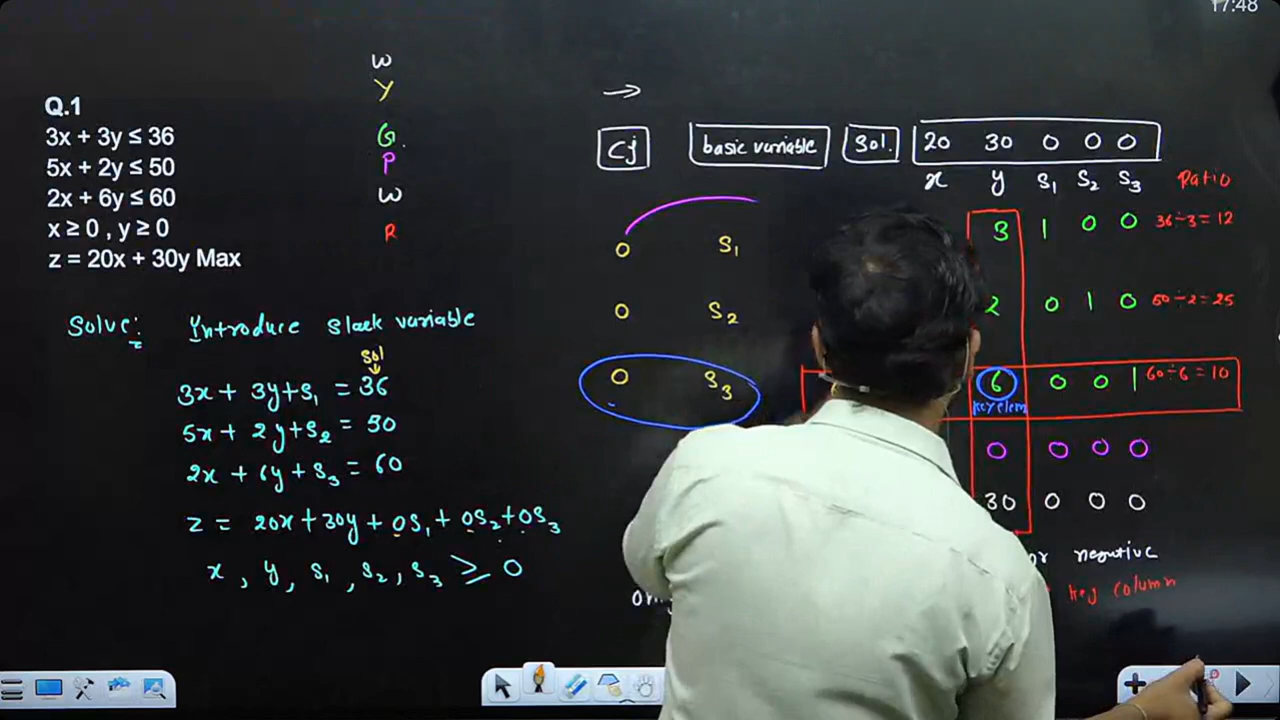 17:48
Q.1
3x + 3y ≤ 36
5x + 2y ≤ 50
2x + 6y ≤ 60
x ≥ 0 , y ≥ 0
z = 20x + 30y Max
W
Y
G.
P
W
R
Solve:
Introduce slack variable
sol
3x + 3y + S₁ = 36
5x + 2y + S₂ = 50
2x + 6y + S₃ = 60
z = 20x + 30y + 0S₁ + 0S₂ + 0S₃
x , y , S₁ , S₂ , S₃ ≥ 0
→
Cj basic variable Sol. 20 30 0 0 0
x y S₁ S₂ S₃ Ratio
0 S₁ 3 1 0 0 36÷3=12
0 S₂ 2 0 1 0 50÷2=25
0 S₃ 6 0 0 1 60÷6=10
key elem
0 0 0 0
30 0 0 0
or negative
key column